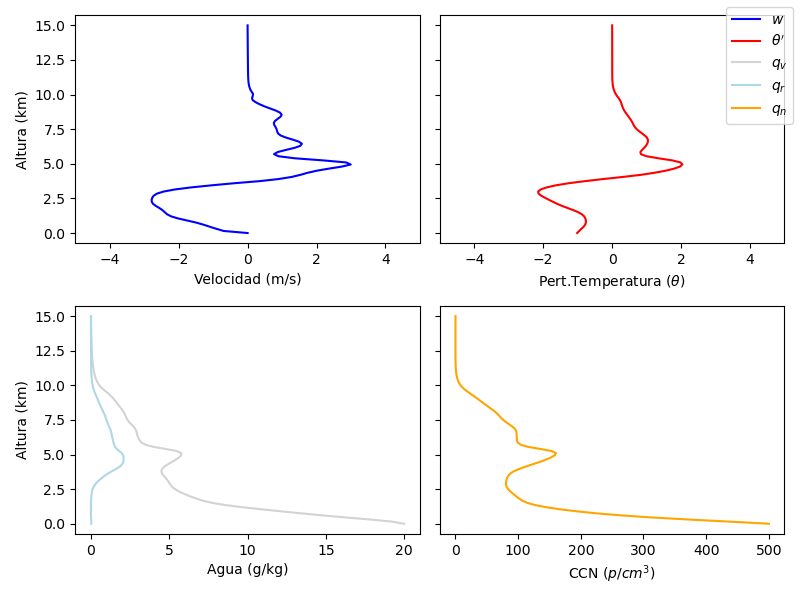 15.0
12.5
10.0
7.5
5.0
2.5
0.0
Altura (km)
−4 −2 0 2 4
Velocidad (m/s)
−4 −2 0 2 4
Pert.Temperatura (θ)
w
θ′
q_v
q_r
q_n
15.0
12.5
10.0
7.5
5.0
2.5
0.0
Altura (km)
0 5 10 15 20
Agua (g/kg)
0 100 200 300 400 500
CCN (p/cm³)